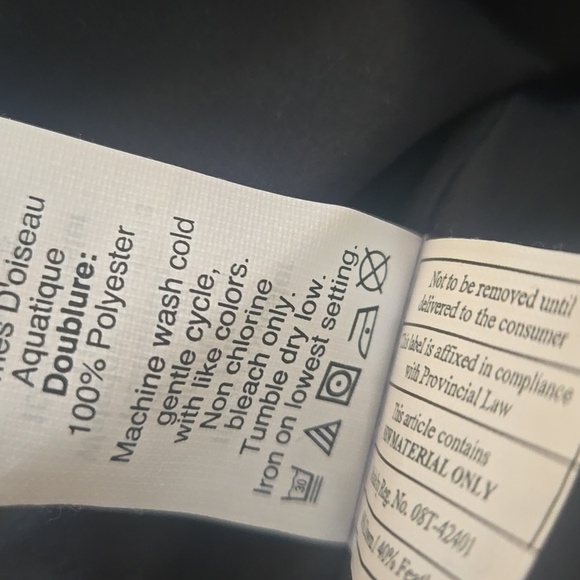 D'oiseau
Aquatique
Doublure:
100% Polyester
Machine wash cold
gentle cycle,
with like colors.
Non chlorine
bleach only.
Tumble dry low.
Iron on lowest setting.
30
Not to be removed until
delivered to the consumer
This label is affixed in compliance
with Provincial Law
This article contains
NEW MATERIAL ONLY
Reg. No. 08T-42401
40%